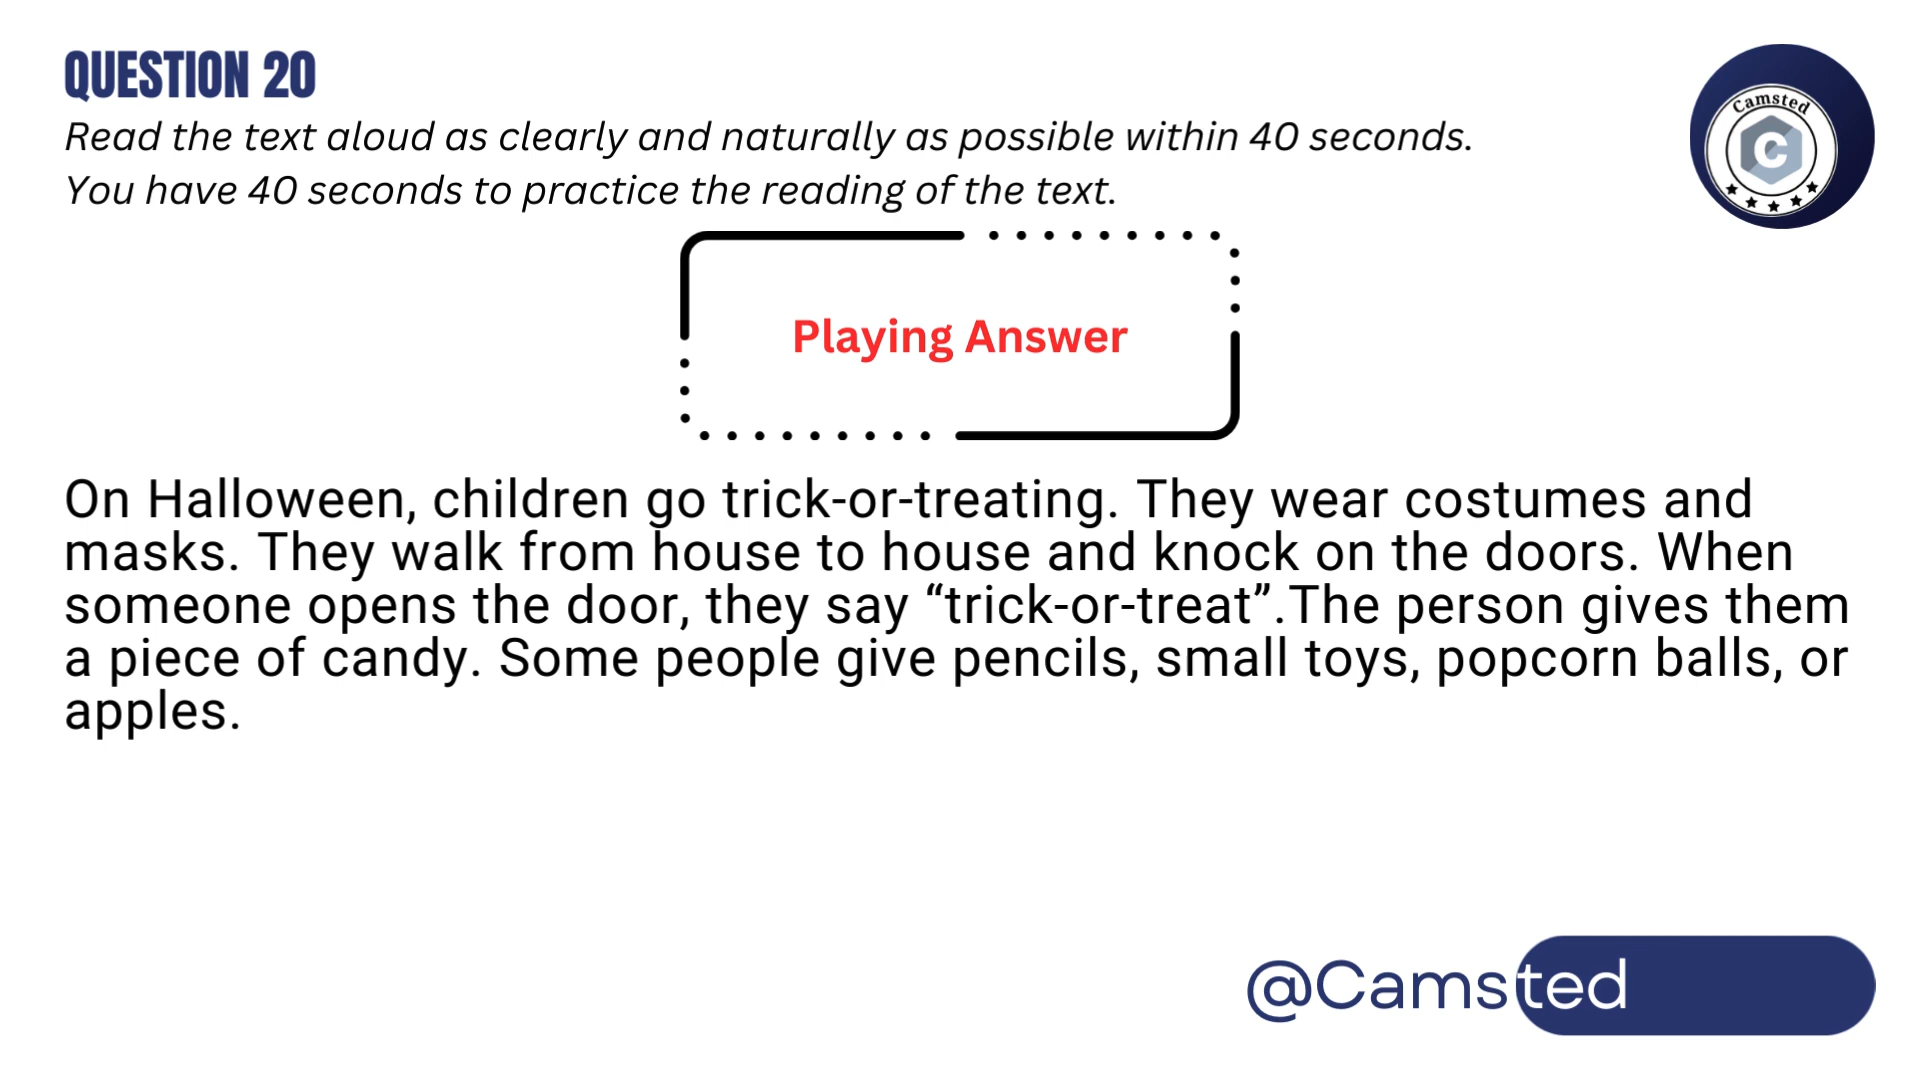 QUESTION 20
Read the text aloud as clearly and naturally as possible within 40 seconds.
You have 40 seconds to practice the reading of the text.
Camsted
C
Playing Answer
On Halloween, children go trick-or-treating. They wear costumes and
masks. They walk from house to house and knock on the doors. When
someone opens the door, they say “trick-or-treat”.The person gives them
a piece of candy. Some people give pencils, small toys, popcorn balls, or
apples.
@Camsted